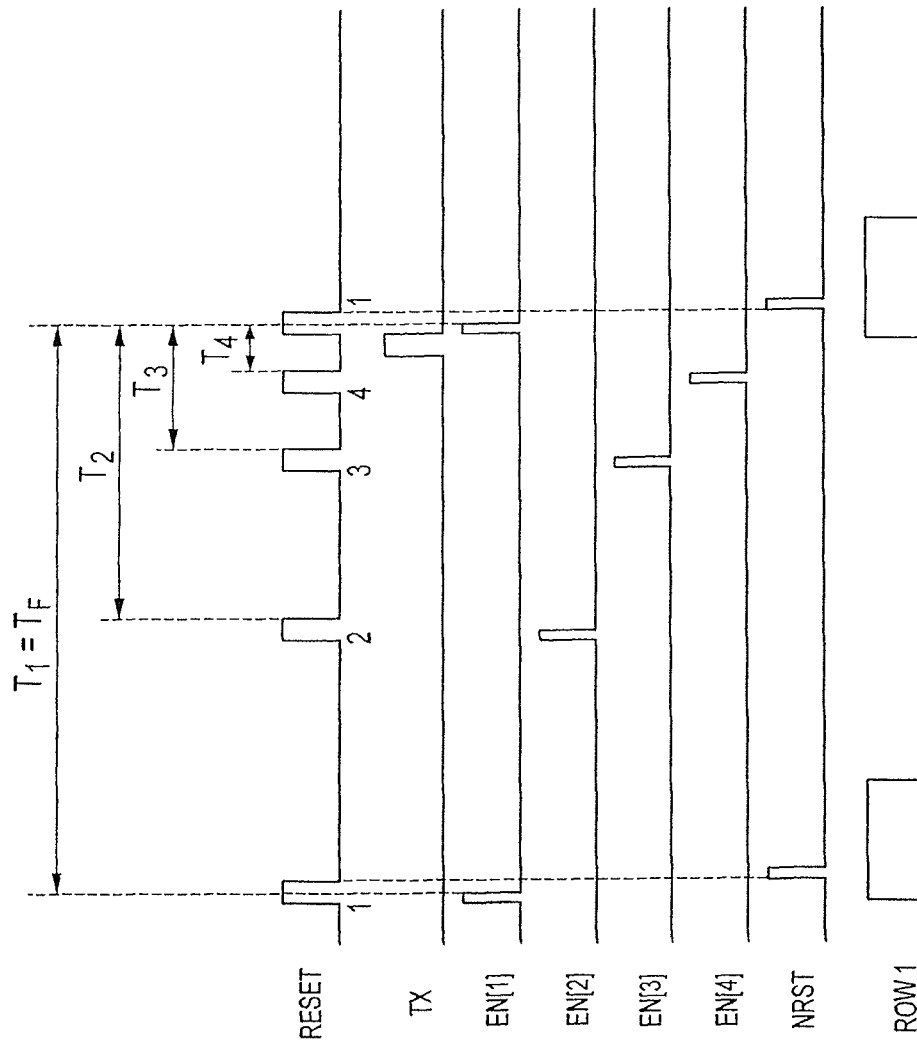 T1 = TF
T2
T3
T4
RESET
1
2
3
4
1
TX
EN[1]
EN[2]
EN[3]
EN[4]
NRST
ROW 1